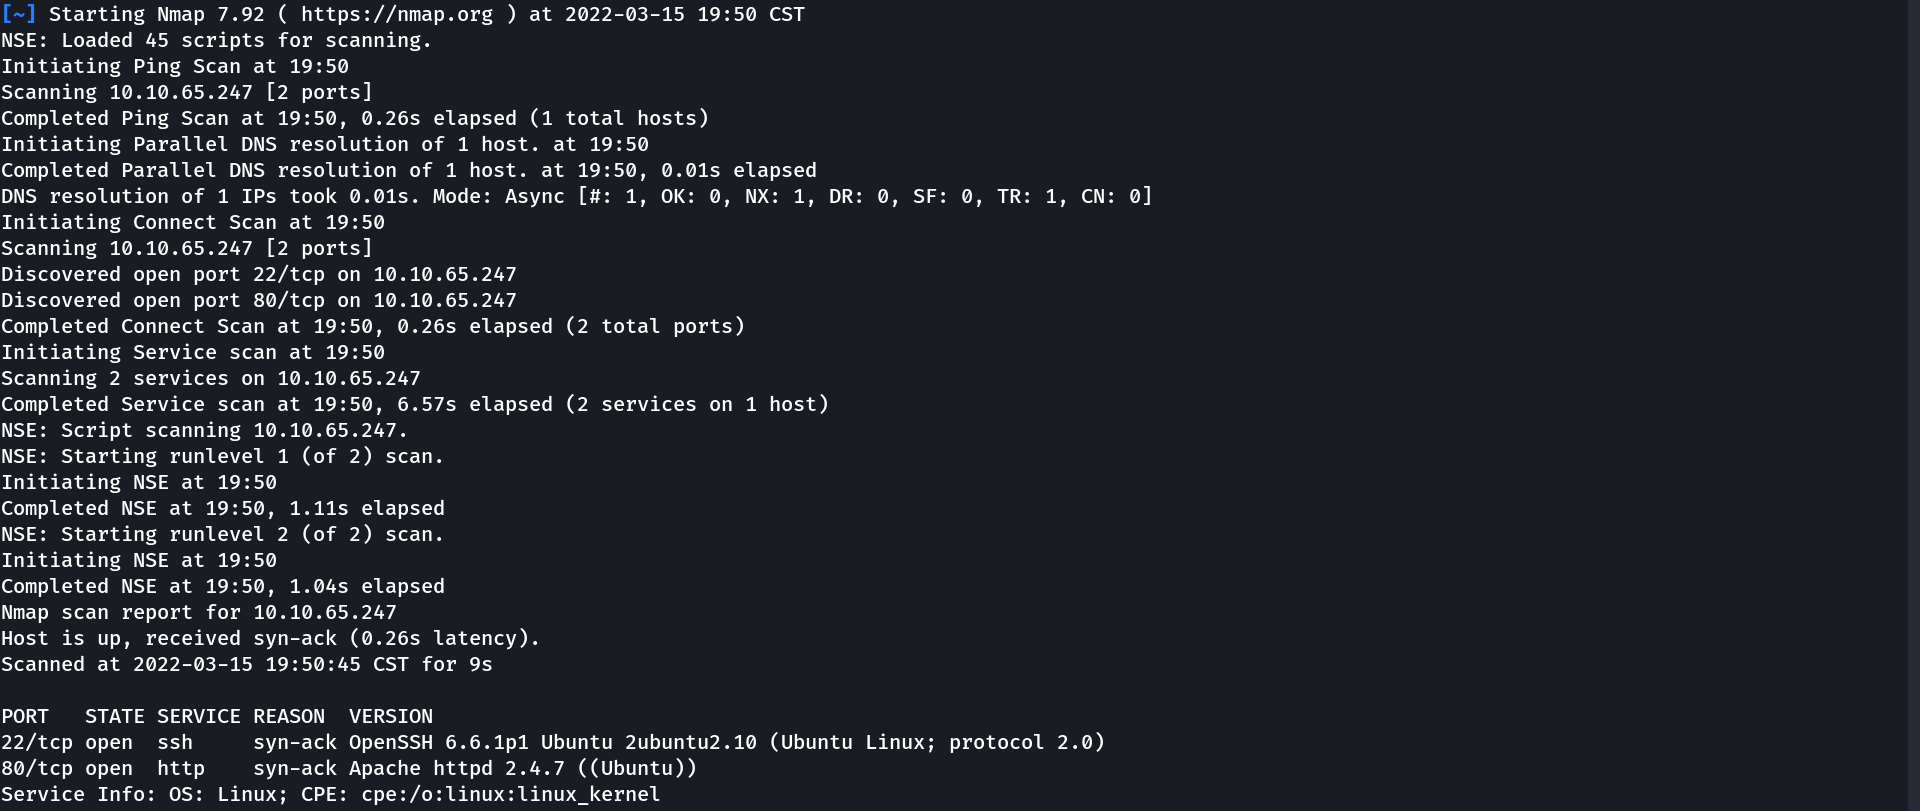 [~] Starting Nmap 7.92 ( https://nmap.org ) at 2022-03-15 19:50 CST
NSE: Loaded 45 scripts for scanning.
Initiating Ping Scan at 19:50
Scanning 10.10.65.247 [2 ports]
Completed Ping Scan at 19:50, 0.26s elapsed (1 total hosts)
Initiating Parallel DNS resolution of 1 host. at 19:50
Completed Parallel DNS resolution of 1 host. at 19:50, 0.01s elapsed
DNS resolution of 1 IPs took 0.01s. Mode: Async [#: 1, OK: 0, NX: 1, DR: 0, SF: 0, TR: 1, CN: 0]
Initiating Connect Scan at 19:50
Scanning 10.10.65.247 [2 ports]
Discovered open port 22/tcp on 10.10.65.247
Discovered open port 80/tcp on 10.10.65.247
Completed Connect Scan at 19:50, 0.26s elapsed (2 total ports)
Initiating Service scan at 19:50
Scanning 2 services on 10.10.65.247
Completed Service scan at 19:50, 6.57s elapsed (2 services on 1 host)
NSE: Script scanning 10.10.65.247.
NSE: Starting runlevel 1 (of 2) scan.
Initiating NSE at 19:50
Completed NSE at 19:50, 1.11s elapsed
NSE: Starting runlevel 2 (of 2) scan.
Initiating NSE at 19:50
Completed NSE at 19:50, 1.04s elapsed
Nmap scan report for 10.10.65.247
Host is up, received syn-ack (0.26s latency).
Scanned at 2022-03-15 19:50:45 CST for 9s

PORT   STATE SERVICE REASON  VERSION
22/tcp open  ssh     syn-ack OpenSSH 6.6.1p1 Ubuntu 2ubuntu2.10 (Ubuntu Linux; protocol 2.0)
80/tcp open  http    syn-ack Apache httpd 2.4.7 ((Ubuntu))
Service Info: OS: Linux; CPE: cpe:/o:linux:linux_kernel